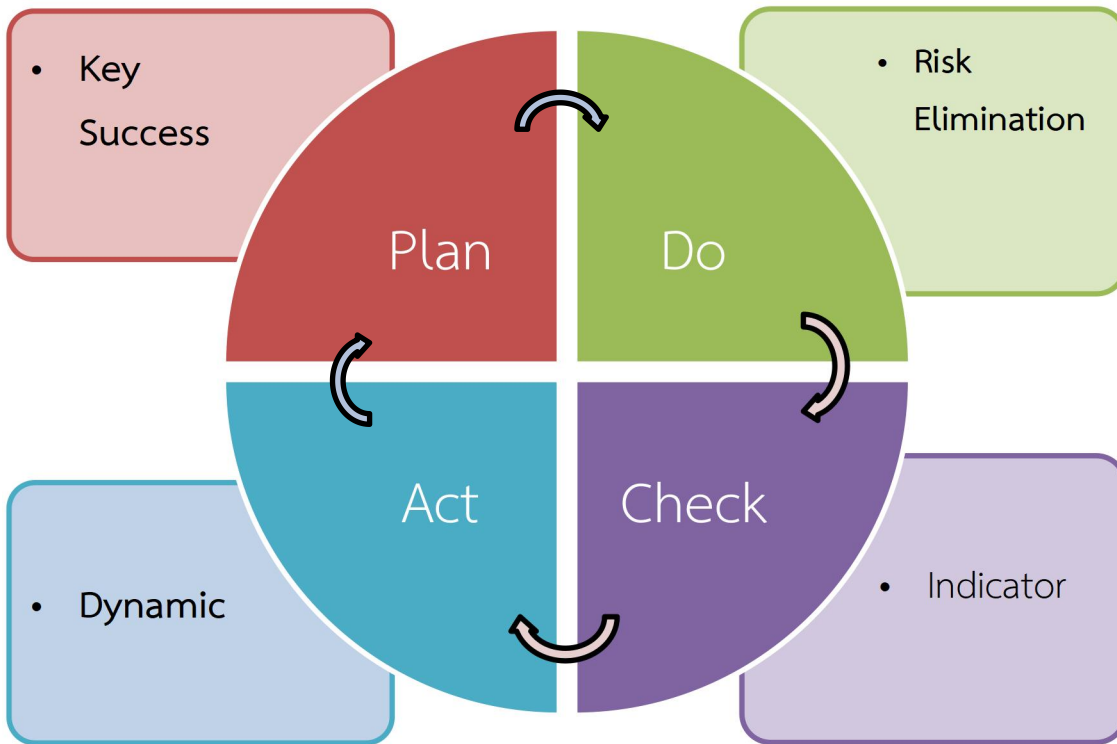 • Key
Success
• Risk
Elimination
Plan
Do
Act
Check
• Dynamic
• Indicator